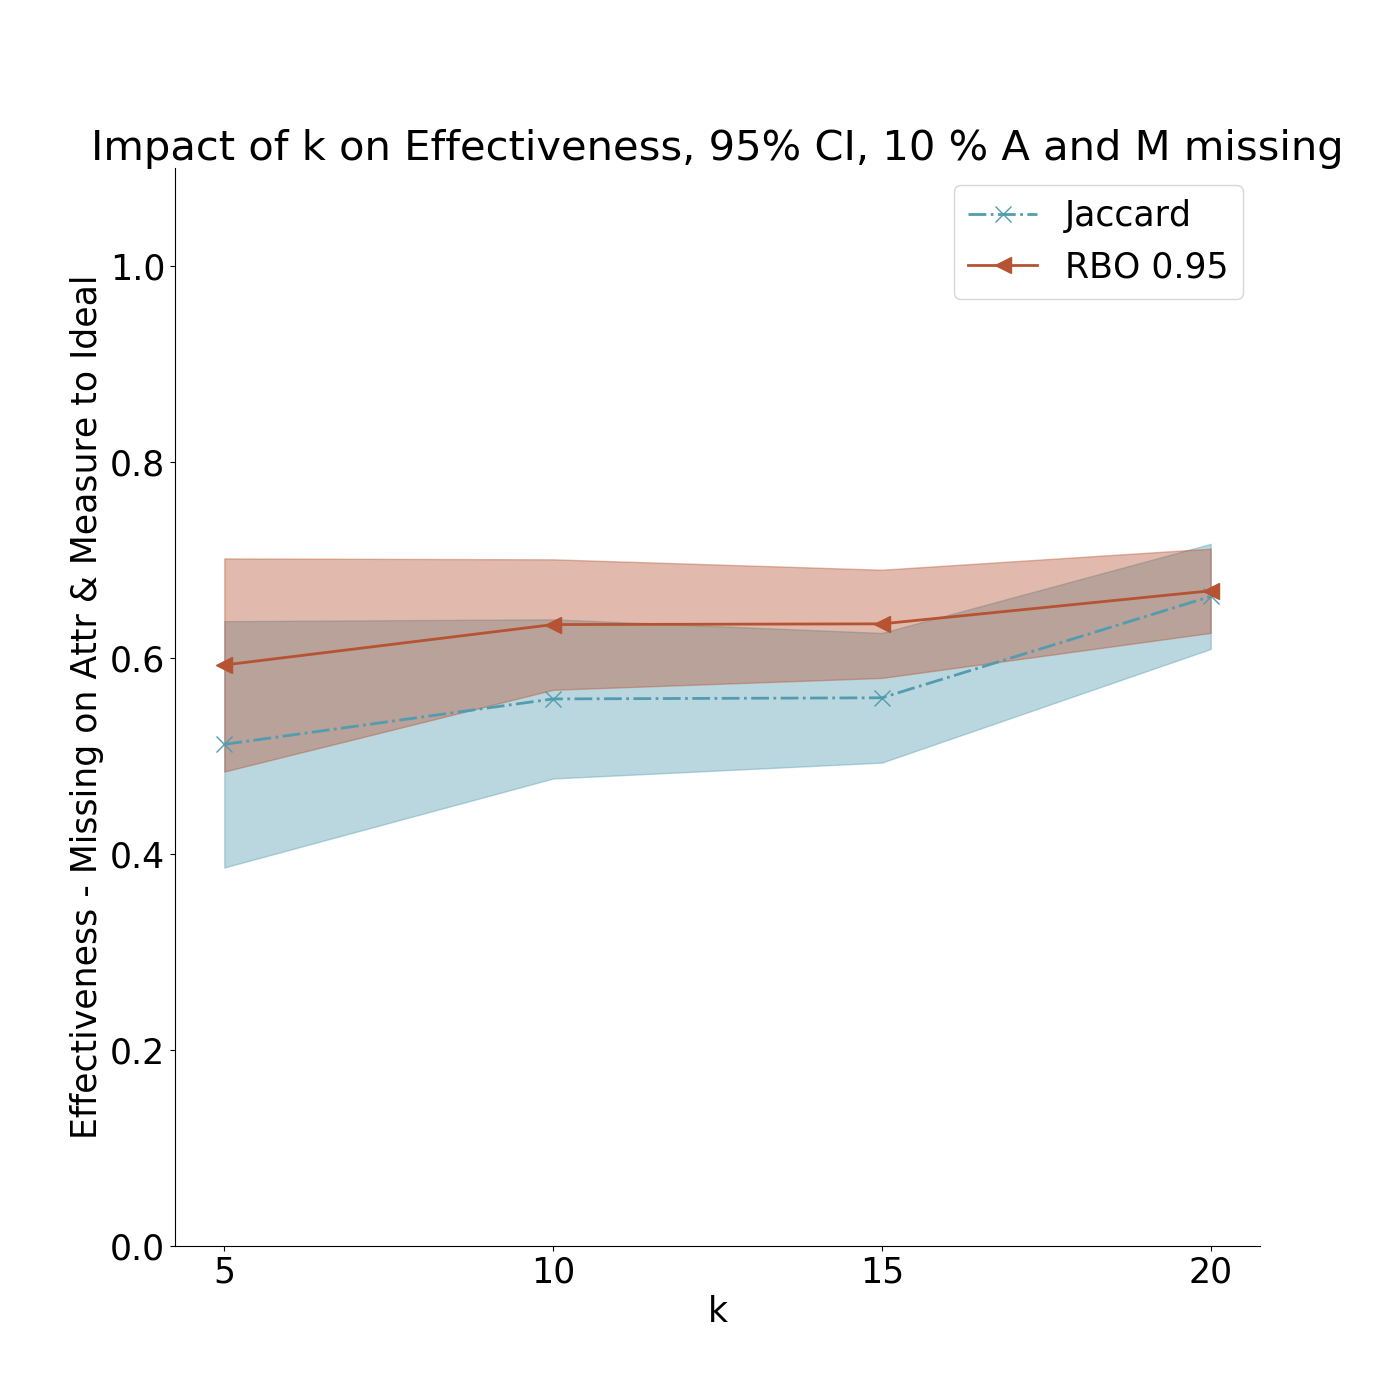 Impact of k on Effectiveness, 95% CI, 10 % A and M missing
Jaccard
RBO 0.95
Effectiveness - Missing on Attr & Measure to Ideal
1.0
0.8
0.6
0.4
0.2
0.0
5 10 15 20
k